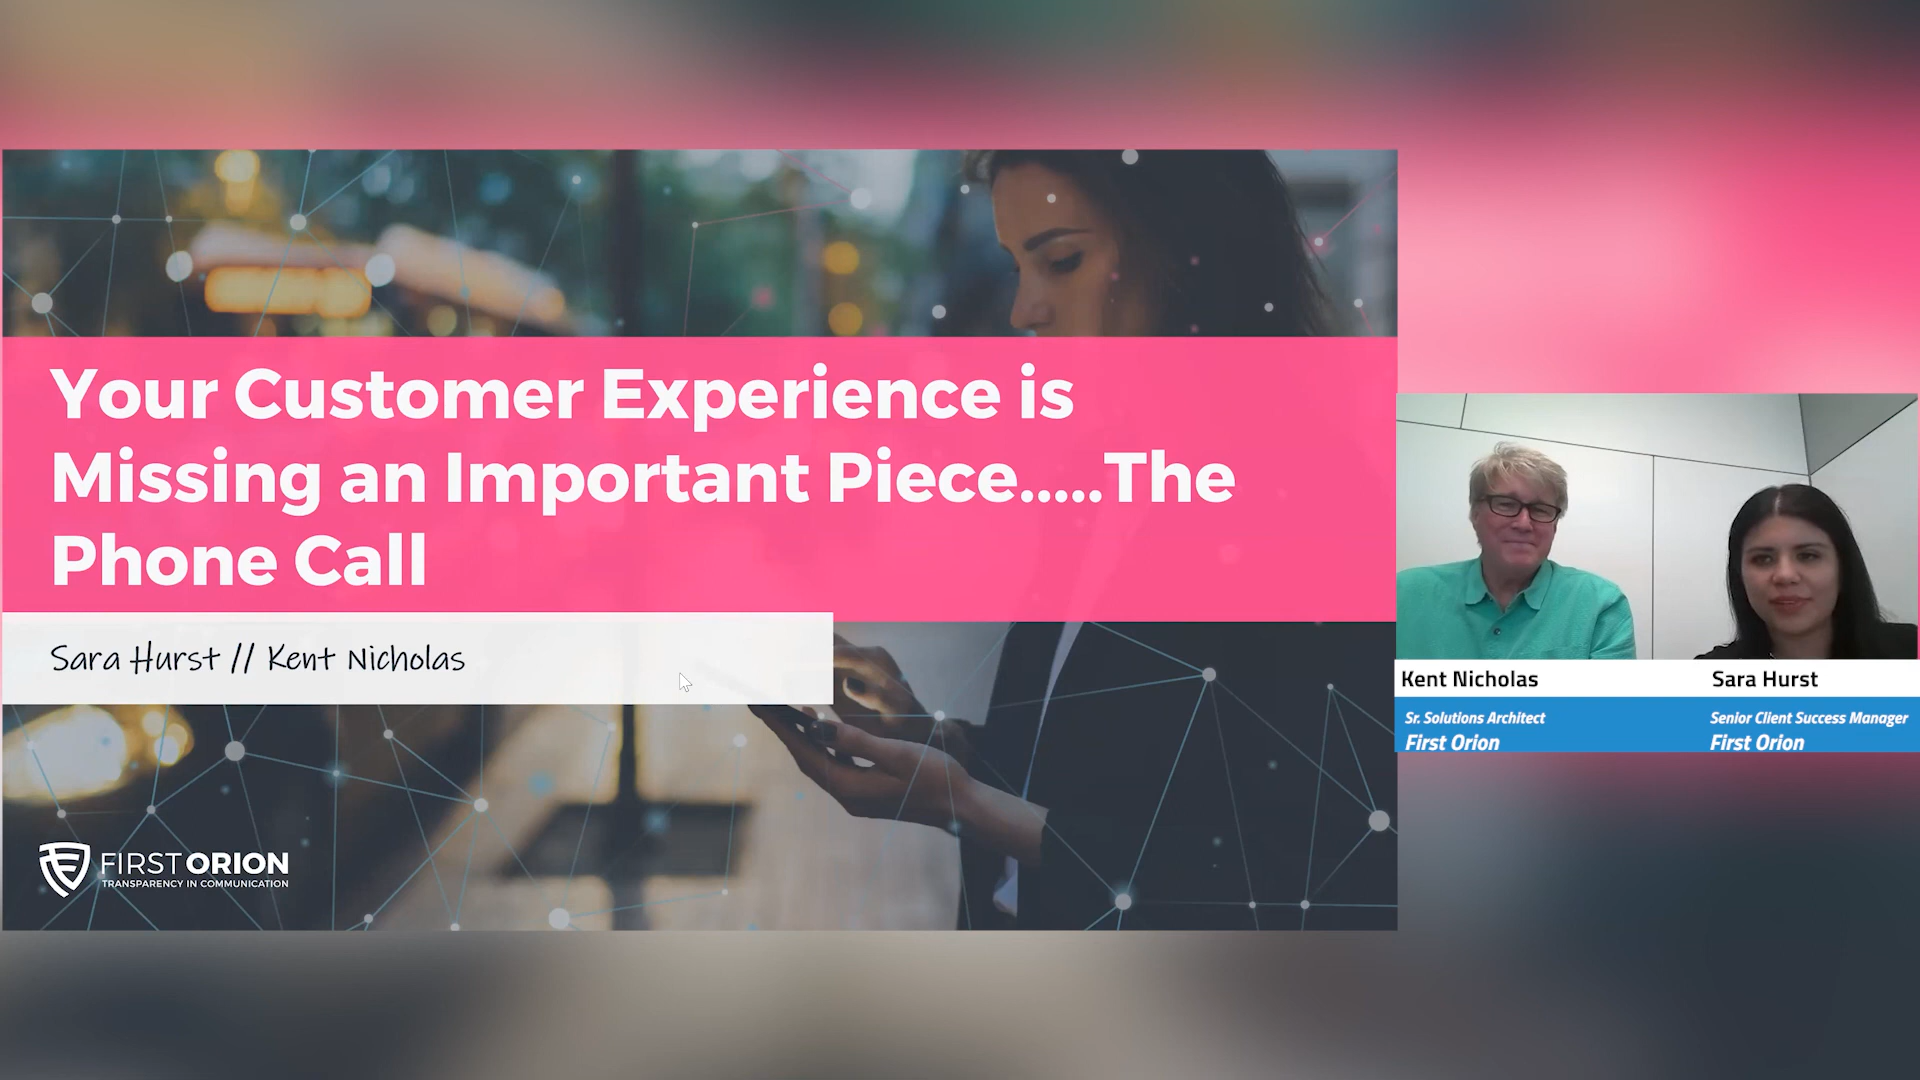 Your Customer Experience is
Missing an Important Piece.....The
Phone Call
Sara Hurst // Kent Nicholas
FIRST ORION
TRANSPARENCY IN COMMUNICATION
Kent Nicholas
Sr. Solutions Architect
First Orion
Sara Hurst
Senior Client Success Manager
First Orion